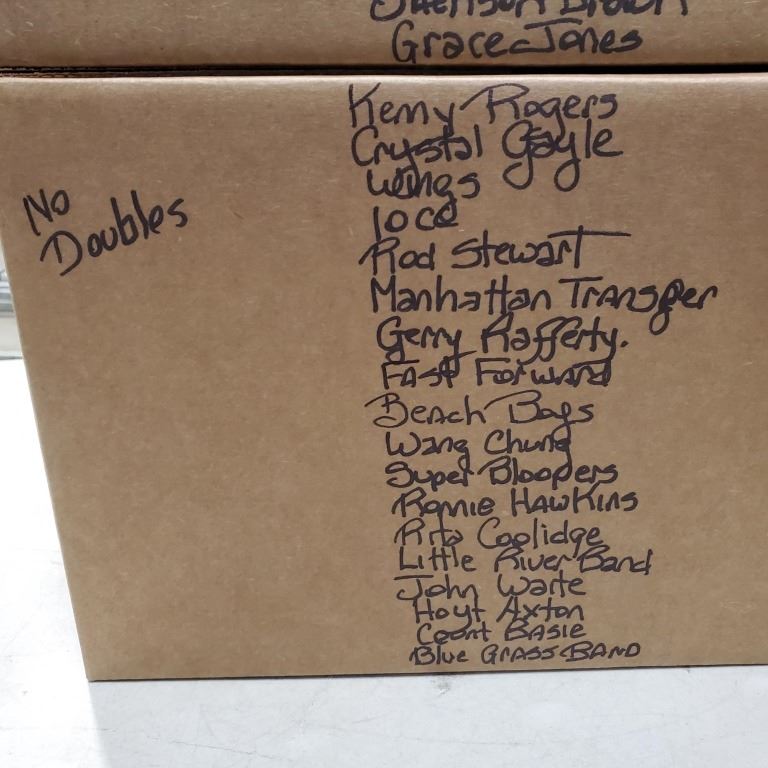 Grace Jones
Kenny Rogers
Crystal Gayle
Wings
10cc
Rod Stewart
Manhattan Transfer
Gerry Rafferty.
FAST FORWARD
Beach Boys
Wang Chung
Super Bloopers
Ronnie HAWKINS
Rita Coolidge
Little River Band
John Waite
Hoyt Axton
Count BASIE
Blue GRASS BAND
No
Doubles